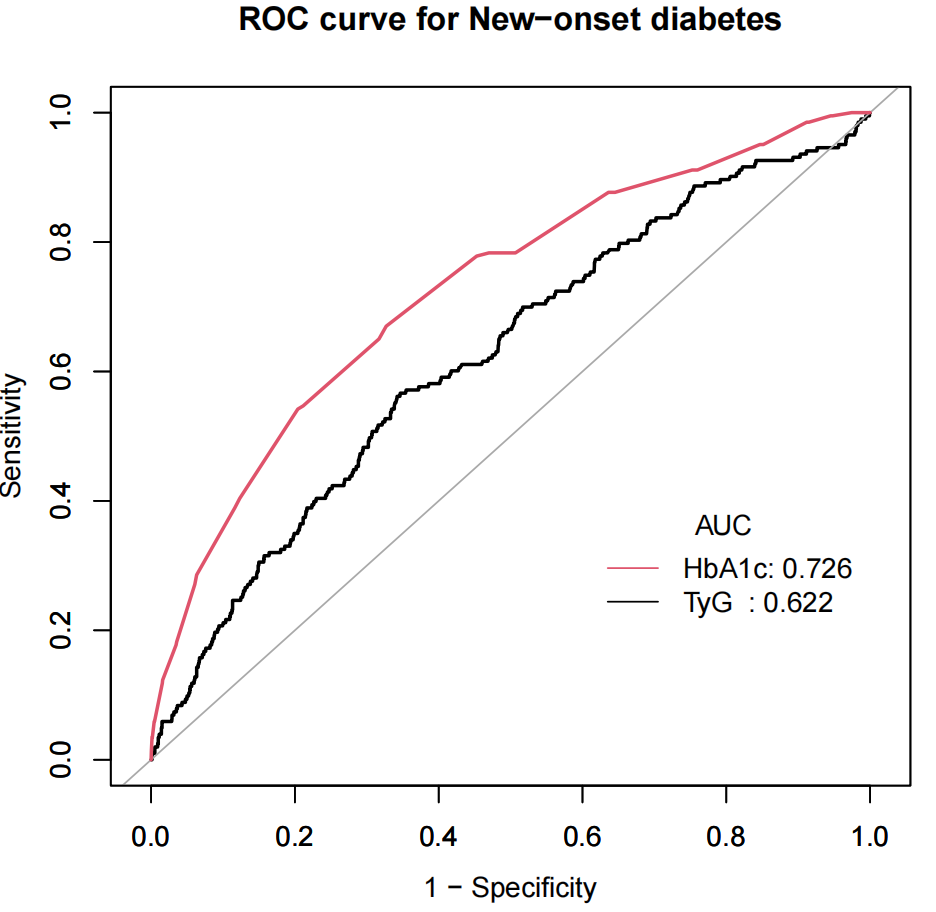 ROC curve for New−onset diabetes
Sensitivity
1.0
0.8
0.6
0.4
0.2
0.0
AUC
HbA1c: 0.726
TyG : 0.622
0.0 0.2 0.4 0.6 0.8 1.0
1 − Specificity